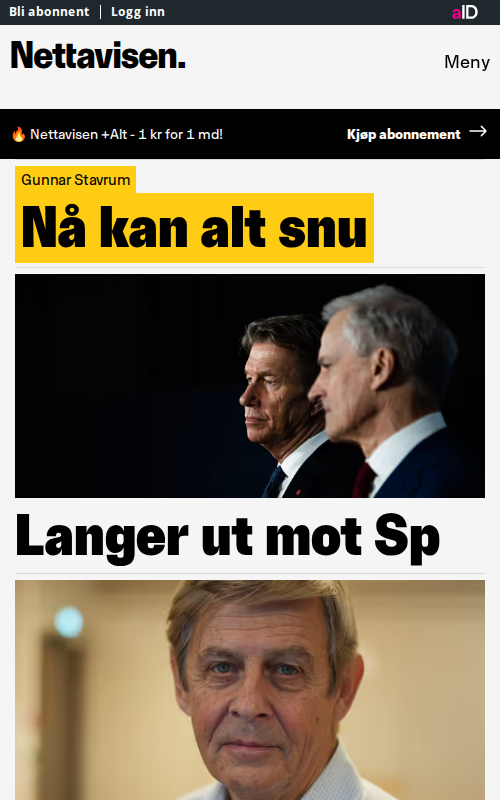 Bli abonnent | Logg inn
aID
Nettavisen.
Meny
🔥 Nettavisen +Alt - 1 kr for 1 md!
Kjøp abonnement →
Gunnar Stavrum
Nå kan alt snu
Langer ut mot Sp